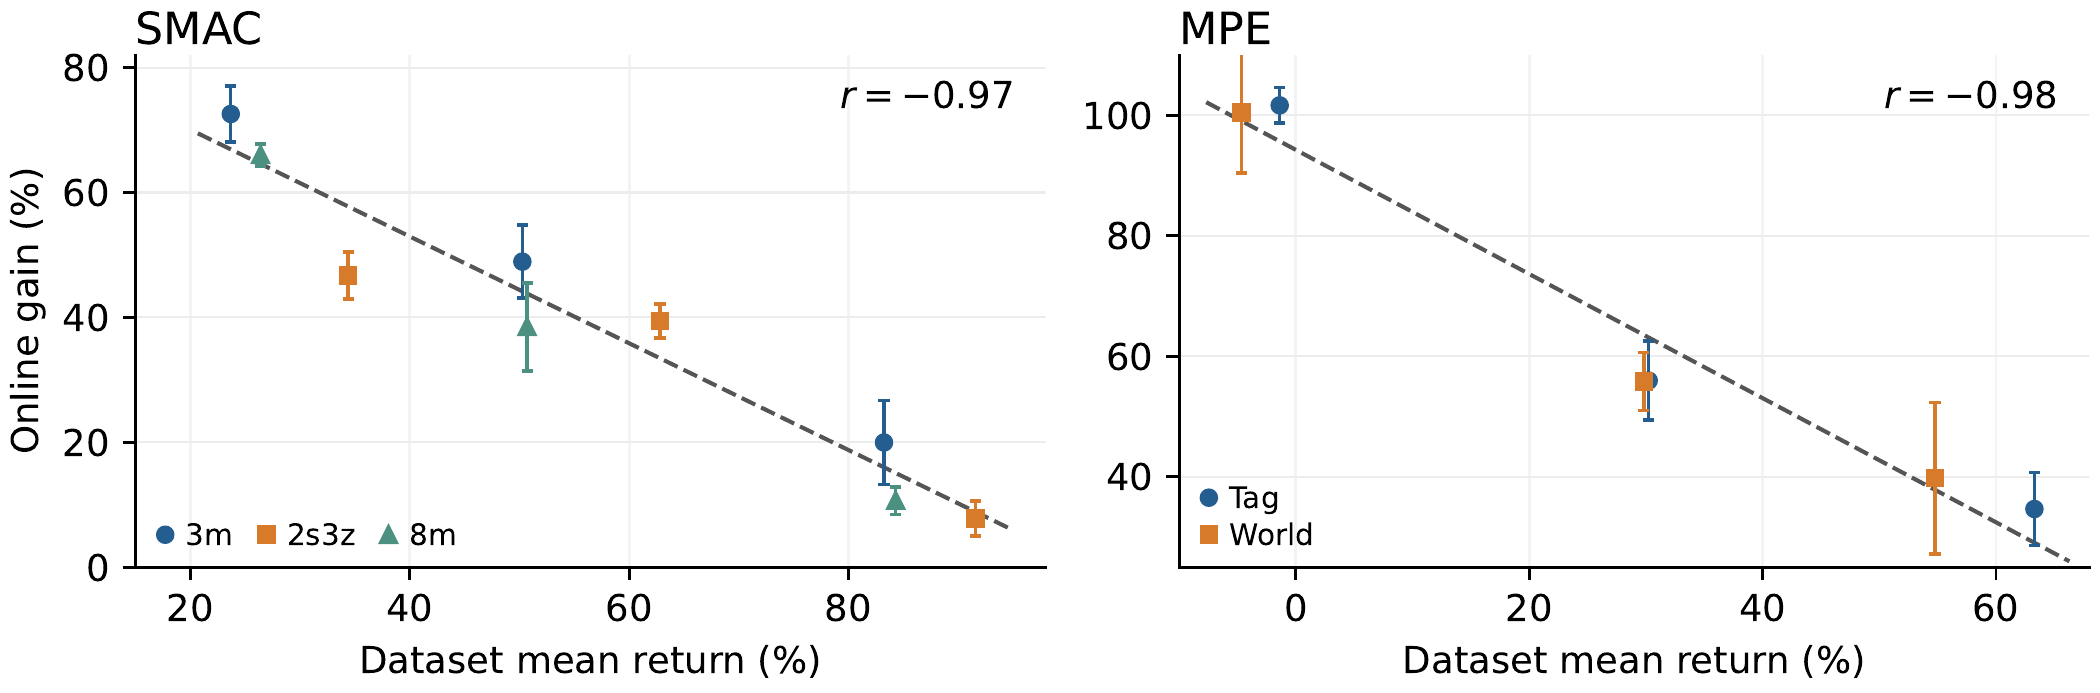 SMAC
r = −0.97
Online gain (%)
80
60
40
20
0
3m
2s3z
8m
20 40 60 80
Dataset mean return (%)
MPE
r = −0.98
100
80
60
40
Tag
World
0 20 40 60
Dataset mean return (%)